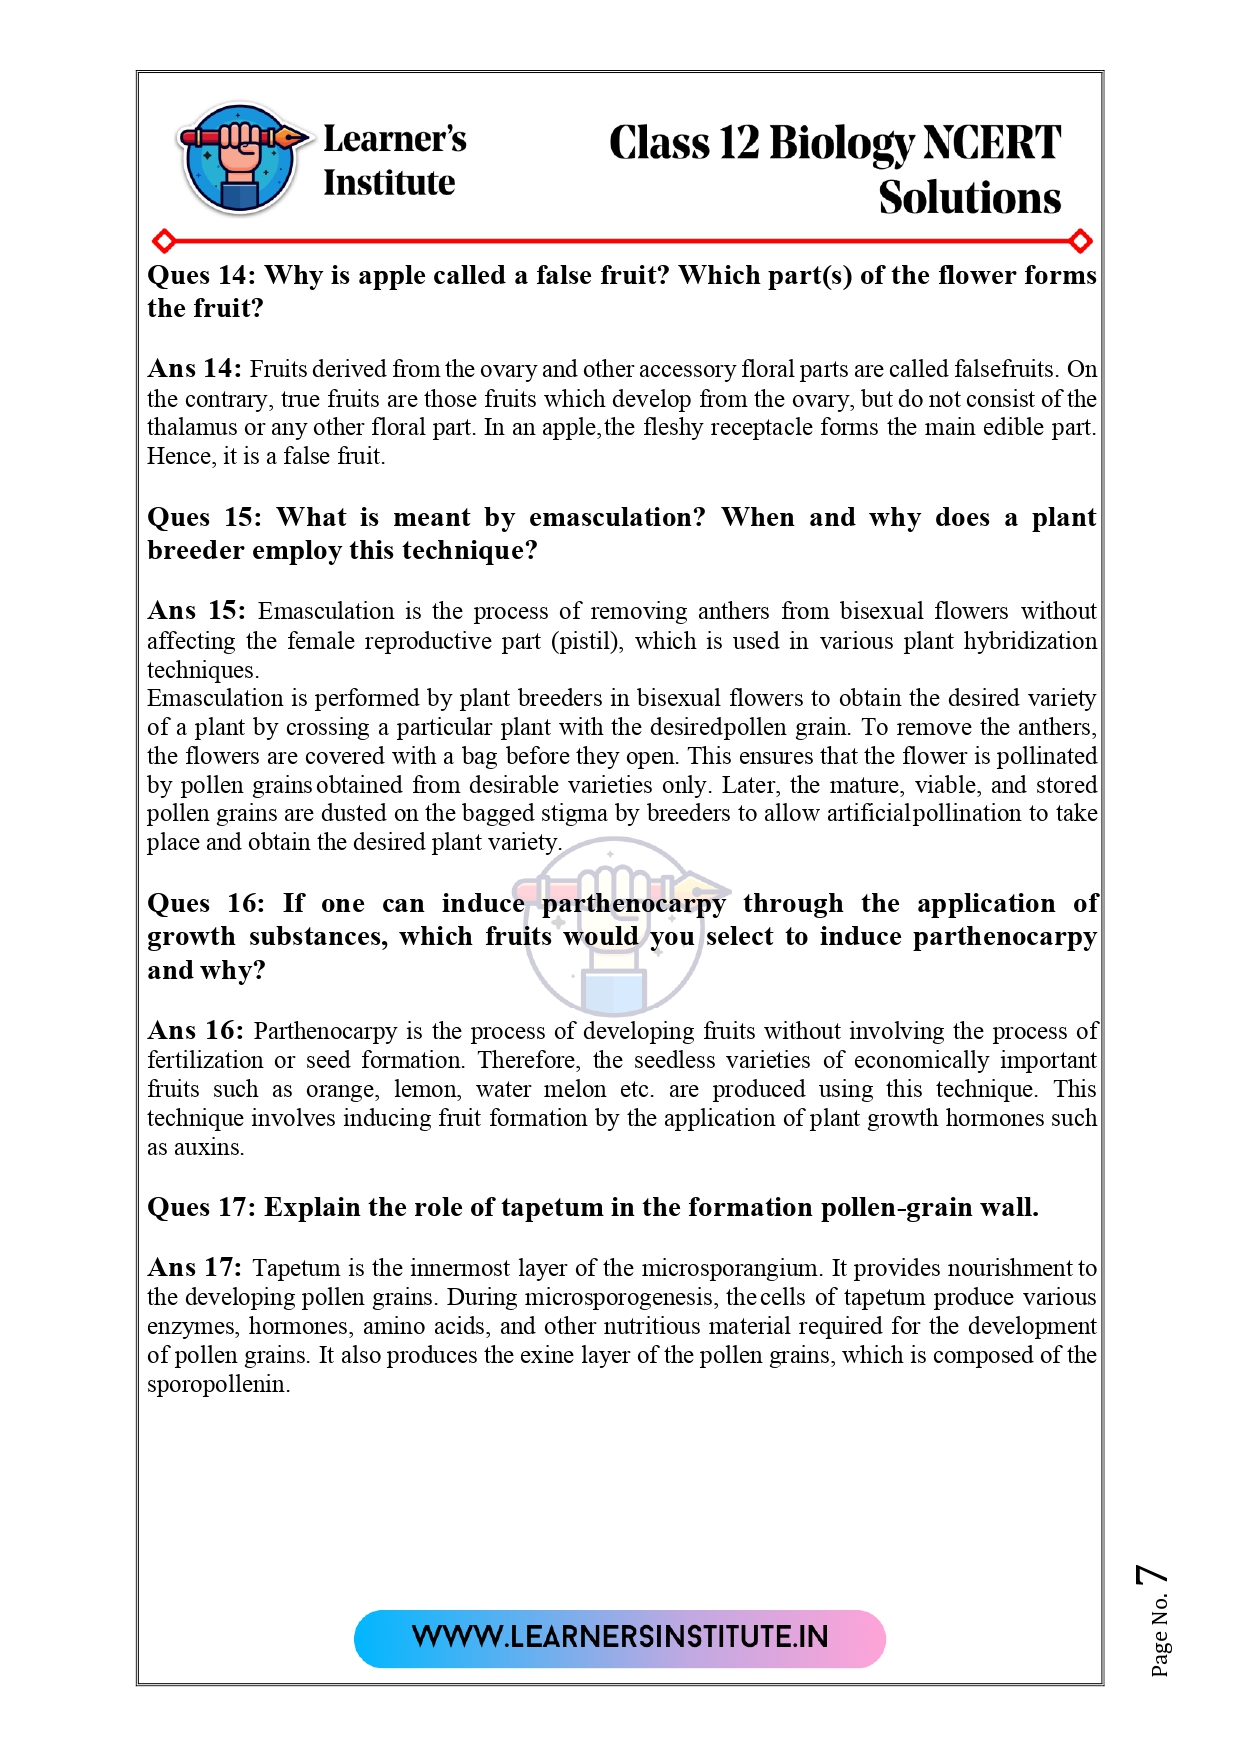 Learner's
Institute
Class 12 Biology NCERT
Solutions
Ques 14: Why is apple called a false fruit? Which part(s) of the flower forms
the fruit?
Ans 14: Fruits derived from the ovary and other accessory floral parts are called falsefruits. On
the contrary, true fruits are those fruits which develop from the ovary, but do not consist of the
thalamus or any other floral part. In an apple,the fleshy receptacle forms the main edible part.
Hence, it is a false fruit.
Ques 15: What is meant by emasculation? When and why does a plant
breeder employ this technique?
Ans 15: Emasculation is the process of removing anthers from bisexual flowers without
affecting the female reproductive part (pistil), which is used in various plant hybridization
techniques.
Emasculation is performed by plant breeders in bisexual flowers to obtain the desired variety
of a plant by crossing a particular plant with the desiredpollen grain. To remove the anthers,
the flowers are covered with a bag before they open. This ensures that the flower is pollinated
by pollen grains obtained from desirable varieties only. Later, the mature, viable, and stored
pollen grains are dusted on the bagged stigma by breeders to allow artificialpollination to take
place and obtain the desired plant variety.
Ques 16: If one can induce parthenocarpy through the application of
growth substances, which fruits would you select to induce parthenocarpy
and why?
Ans 16: Parthenocarpy is the process of developing fruits without involving the process of
fertilization or seed formation. Therefore, the seedless varieties of economically important
fruits such as orange, lemon, water melon etc. are produced using this technique. This
technique involves inducing fruit formation by the application of plant growth hormones such
as auxins.
Ques 17: Explain the role of tapetum in the formation pollen-grain wall.
Ans 17: Tapetum is the innermost layer of the microsporangium. It provides nourishment to
the developing pollen grains. During microsporogenesis, the cells of tapetum produce various
enzymes, hormones, amino acids, and other nutritious material required for the development
of pollen grains. It also produces the exine layer of the pollen grains, which is composed of the
sporopollenin.
WWW.LEARNERSINSTITUTE.IN
Page No. 7